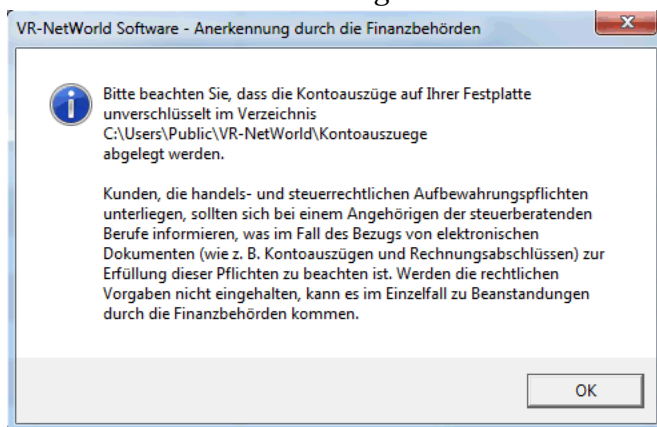 VR-NetWorld Software - Anerkennung durch die Finanzbehörden
Bitte beachten Sie, dass die Kontoauszüge auf Ihrer Festplatte
unverschlüsselt im Verzeichnis
C:\Users\Public\VR-NetWorld\Kontoauszuege
abgelegt werden.
Kunden, die handels- und steuerrechtlichen Aufbewahrungspflichten
unterliegen, sollten sich bei einem Angehörigen der steuerberatenden
Berufe informieren, was im Fall des Bezugs von elektronischen
Dokumenten (wie z. B. Kontoauszügen und Rechnungsabschlüssen) zur
Erfüllung dieser Pflichten zu beachten ist. Werden die rechtlichen
Vorgaben nicht eingehalten, kann es im Einzelfall zu Beanstandungen
durch die Finanzbehörden kommen.
OK